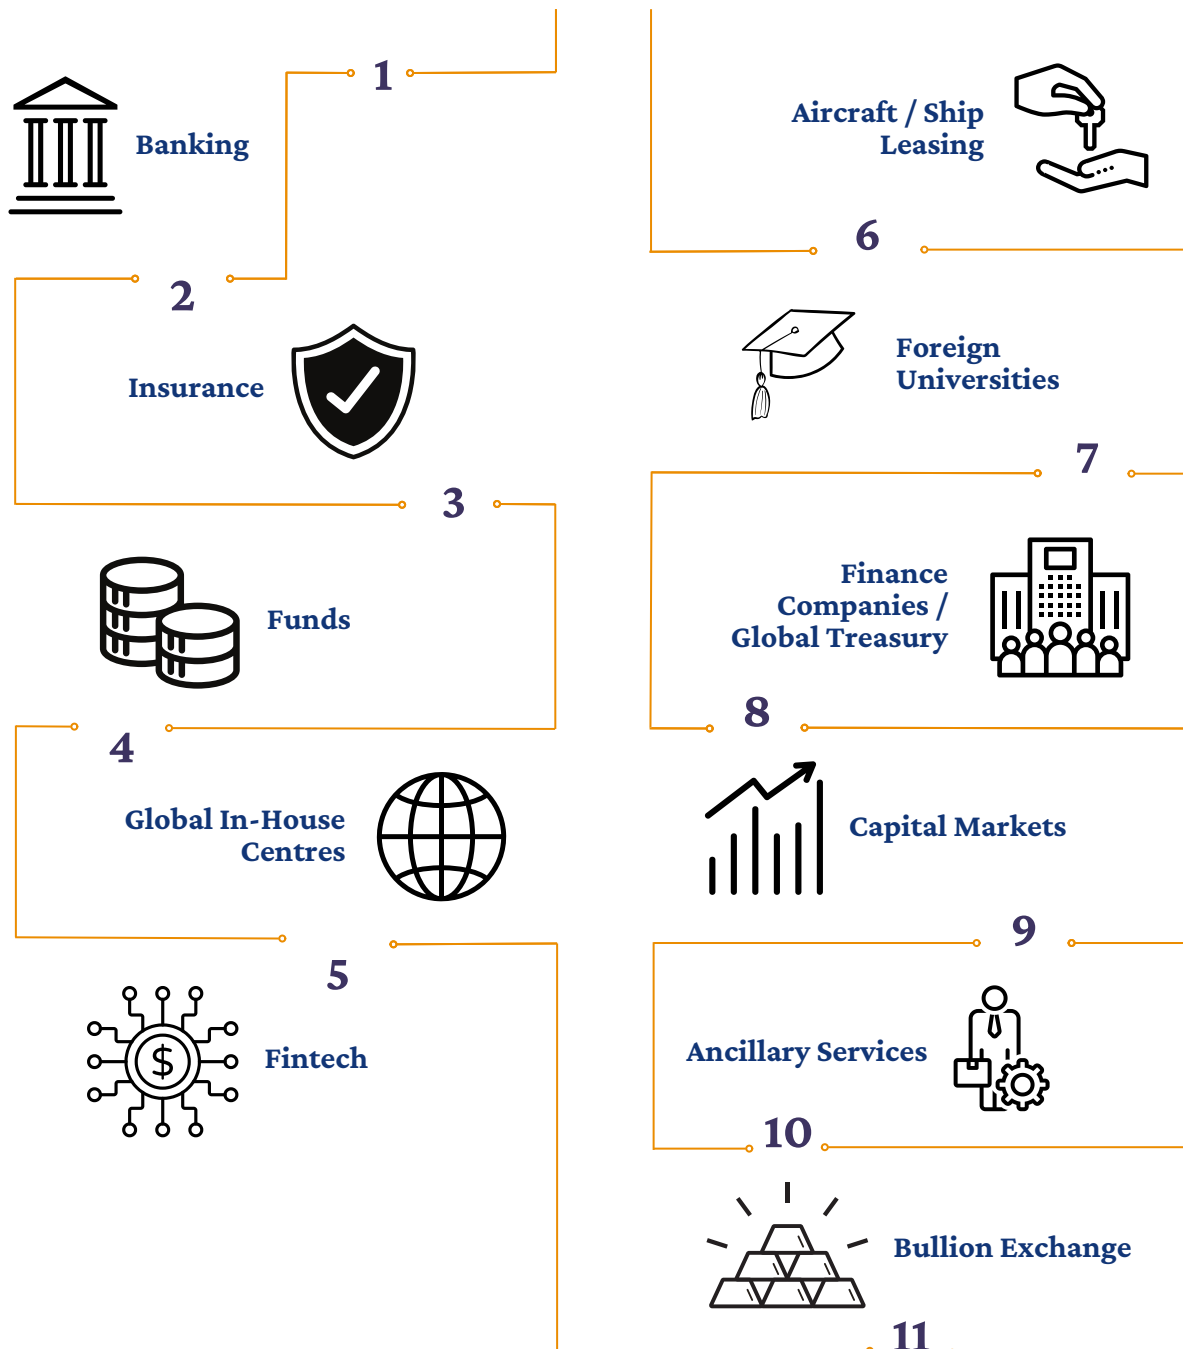 1
Banking
2
Insurance
3
Funds
4
Global In-House
Centres
5
$
Fintech
Aircraft / Ship
Leasing
6
Foreign
Universities
7
Finance
Companies /
Global Treasury
8
Capital Markets
9
Ancillary Services
10
Bullion Exchange
11